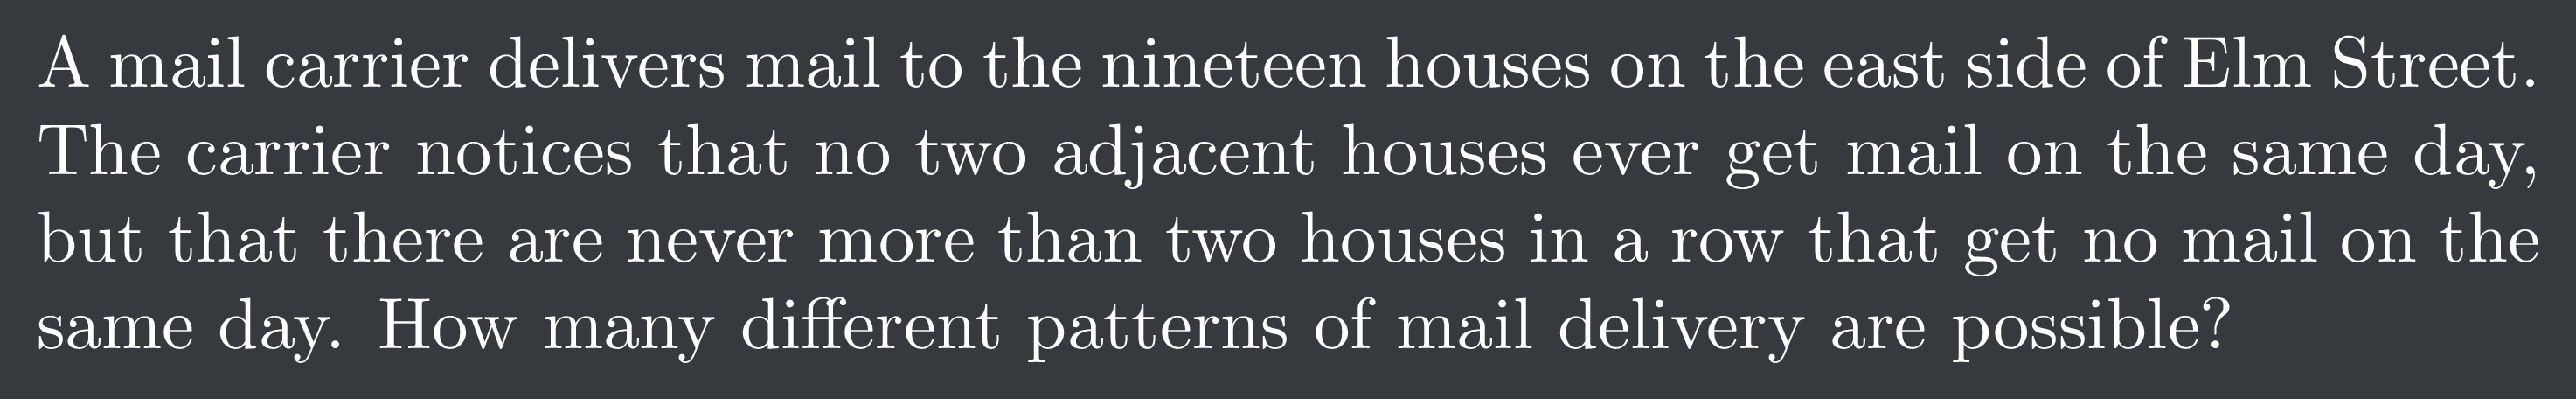 A mail carrier delivers mail to the nineteen houses on the east side of Elm Street.
The carrier notices that no two adjacent houses ever get mail on the same day,
but that there are never more than two houses in a row that get no mail on the
same day. How many different patterns of mail delivery are possible?